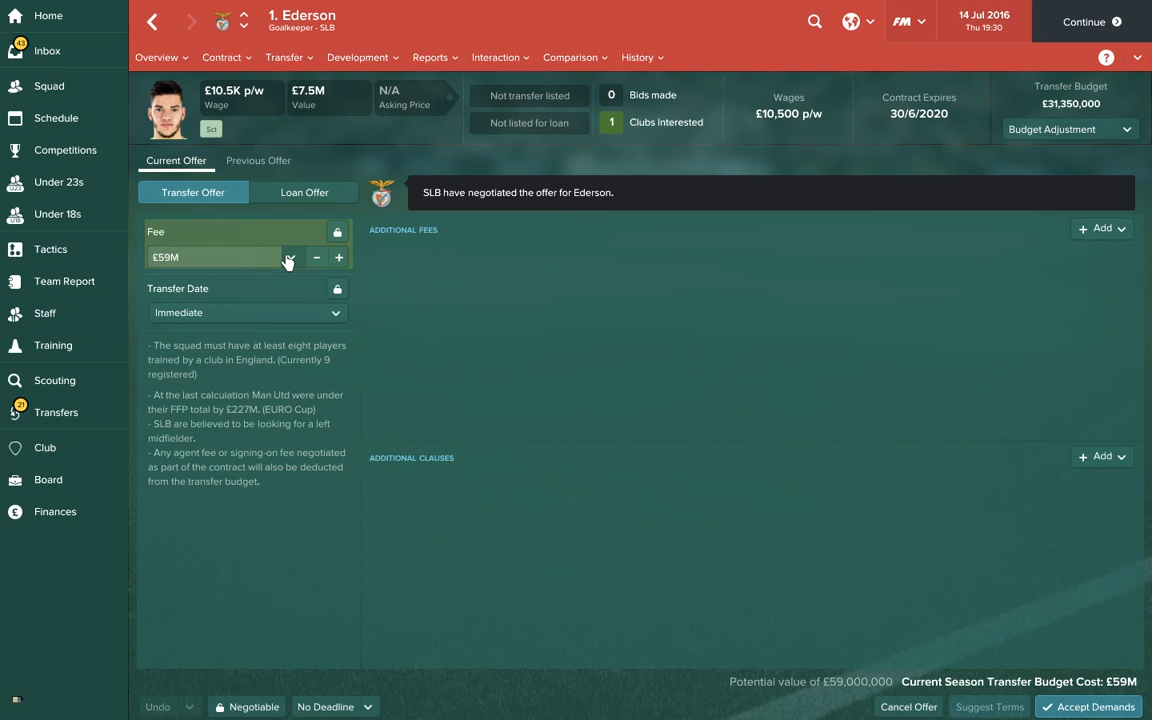 Home
43
Inbox
Squad
Schedule
Competitions
U23
Under 23s
U18
Under 18s
Tactics
Team Report
Staff
Training
Scouting
21
Transfers
Club
Board
Finances
1. Ederson
Goalkeeper - SLB
FM
14 Jul 2016
Thu 19:30
Continue
Overview
Contract
Transfer
Development
Reports
Interaction
Comparison
History
?
£10.5K p/w
Wage
£7.5M
Value
N/A
Asking Price
Sct
Not transfer listed
Not listed for loan
0 Bids made
1 Clubs Interested
Wages
£10,500 p/w
Contract Expires
30/6/2020
Transfer Budget
£31,350,000
Budget Adjustment
Current Offer
Previous Offer
Transfer Offer
Loan Offer
SLB have negotiated the offer for Ederson.
Fee
£59M
Transfer Date
Immediate
- The squad must have at least eight players
trained by a club in England. (Currently 9
registered)
- At the last calculation Man Utd were under
their FFP total by £227M. (EURO Cup)
- SLB are believed to be looking for a left
midfielder.
- Any agent fee or signing-on fee negotiated
as part of the contract will also be deducted
from the transfer budget.
ADDITIONAL FEES
+ Add
ADDITIONAL CLAUSES
+ Add
Potential value of £59,000,000 Current Season Transfer Budget Cost: £59M
Undo
Negotiable
No Deadline
Cancel Offer
Suggest Terms
Accept Demands